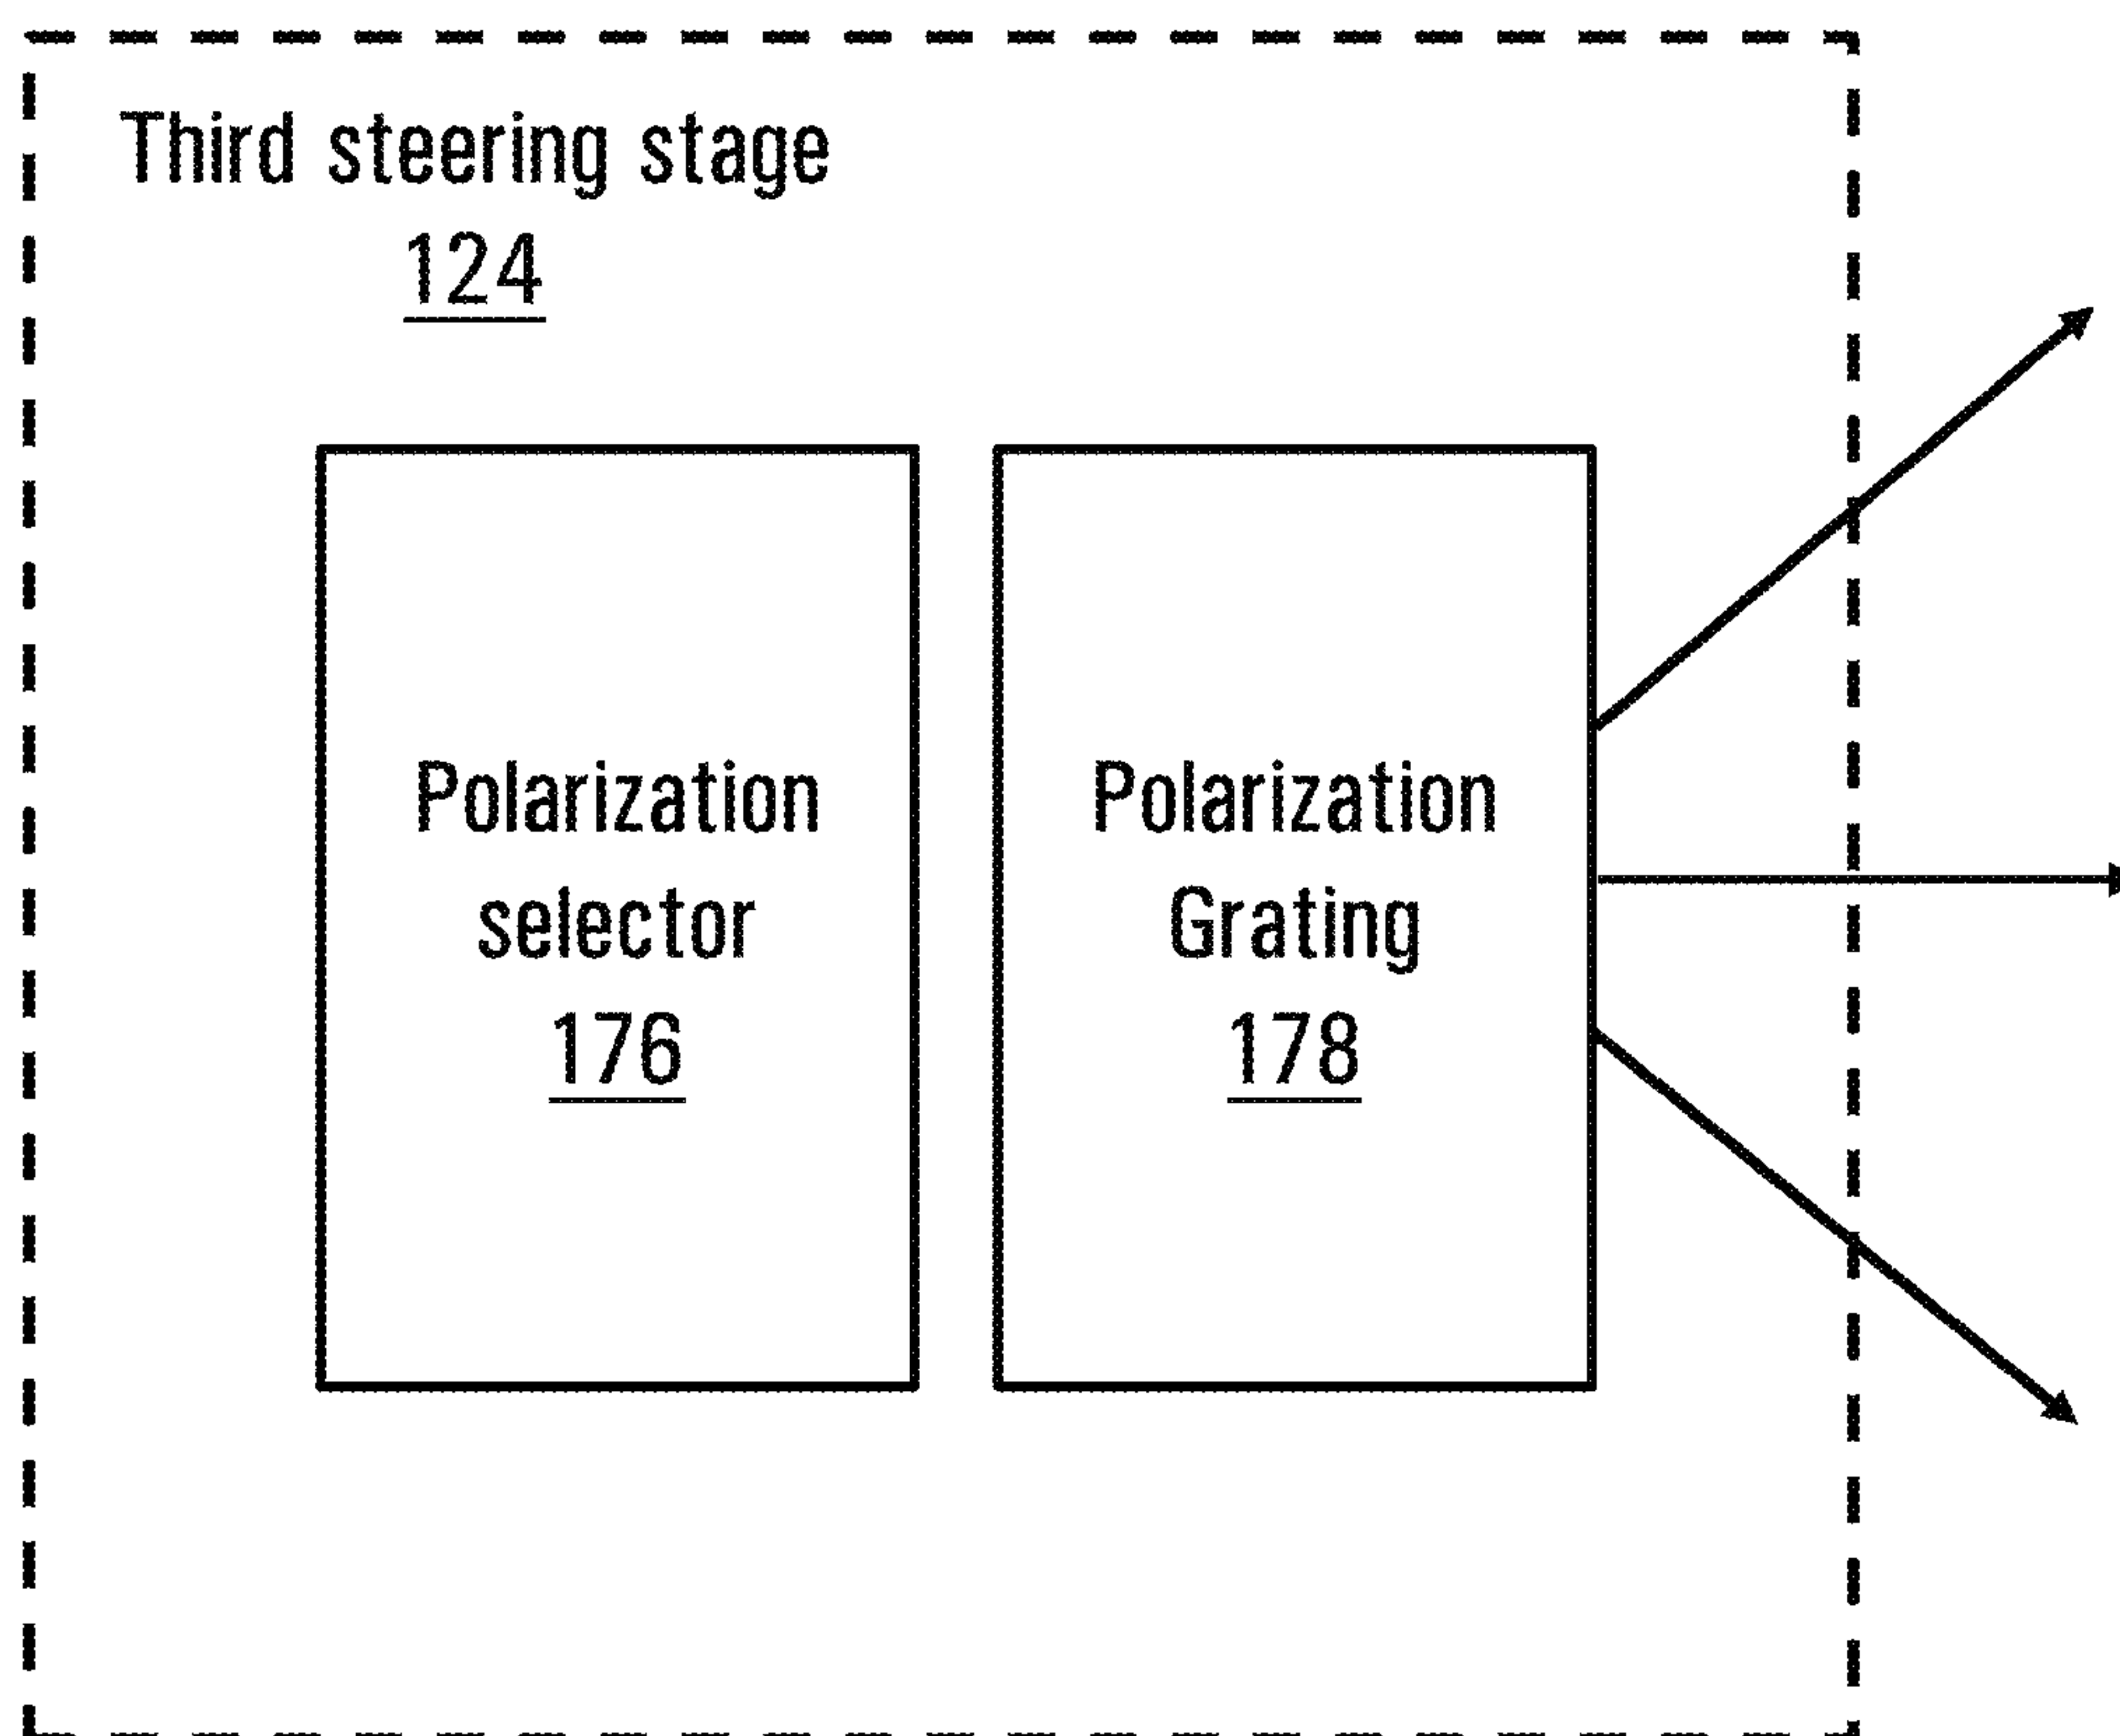 Third steering stage
124
Polarization
selector
176
Polarization
Grating
178